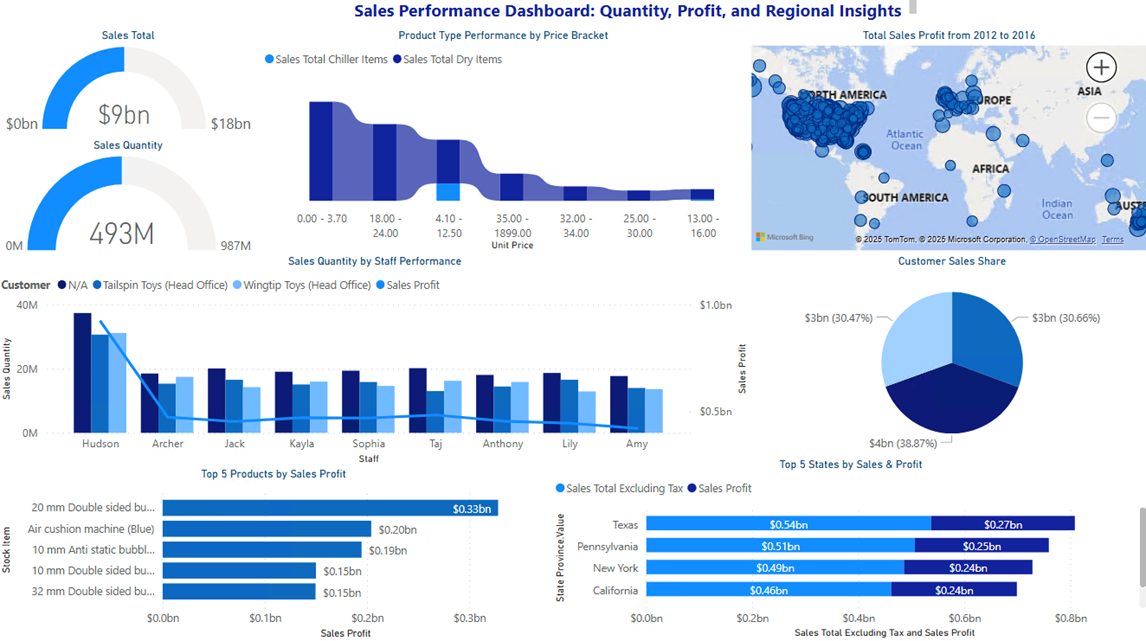 Sales Performance Dashboard: Quantity, Profit, and Regional Insights
Sales Total
$9bn
$0bn
$18bn
Sales Quantity
493M
0M
987M
Product Type Performance by Price Bracket
Sales Total Chiller Items Sales Total Dry Items
0.00 - 3.70
18.00 - 24.00
4.10 - 12.50
35.00 - 1899.00
32.00 - 34.00
25.00 - 30.00
13.00 - 16.00
Unit Price
Total Sales Profit from 2012 to 2016
ORTH AMERICA
UROPE
ASIA
Atlantic
Ocean
AFRICA
SOUTH AMERICA
Indian
Ocean
AUST
Microsoft Bing
© 2025 TomTom, © 2025 Microsoft Corporation, © OpenStreetMap Terms
Sales Quantity by Staff Performance
Customer N/A Tailspin Toys (Head Office) Wingtip Toys (Head Office) Sales Profit
Sales Quantity
40M
20M
0M
$1.0bn
$0.5bn
Sales Profit
Hudson Archer Jack Kayla Sophia Taj Anthony Lily Amy
Staff
Customer Sales Share
$3bn (30.47%)
$3bn (30.66%)
$4bn (38.87%)
Top 5 Products by Sales Profit
Stock Item
20 mm Double sided bu... $0.33bn
Air cushion machine (Blue) $0.20bn
10 mm Anti static bubbl... $0.19bn
10 mm Double sided bu... $0.15bn
32 mm Double sided bu... $0.15bn
$0.0bn $0.1bn $0.2bn $0.3bn
Sales Profit
Top 5 States by Sales & Profit
Sales Total Excluding Tax Sales Profit
State Province.Value
Texas $0.54bn $0.27bn
Pennsylvania $0.51bn $0.25bn
New York $0.49bn $0.24bn
California $0.46bn $0.24bn
$0.0bn $0.2bn $0.4bn $0.6bn $0.8bn
Sales Total Excluding Tax and Sales Profit